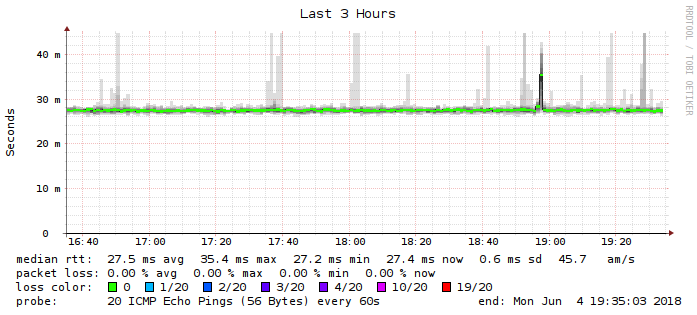 Last 3 Hours
RRDTOOL / TOBI OETIKER
Seconds
40 m
30 m
20 m
10 m
0
16:40 17:00 17:20 17:40 18:00 18:20 18:40 19:00 19:20
median rtt: 27.5 ms avg 35.4 ms max 27.2 ms min 27.4 ms now 0.6 ms sd 45.7 am/s
packet loss: 0.00 % avg 0.00 % max 0.00 % min 0.00 % now
loss color: 0 1/20 2/20 3/20 4/20 10/20 19/20
probe: 20 ICMP Echo Pings (56 Bytes) every 60s end: Mon Jun 4 19:35:03 2018